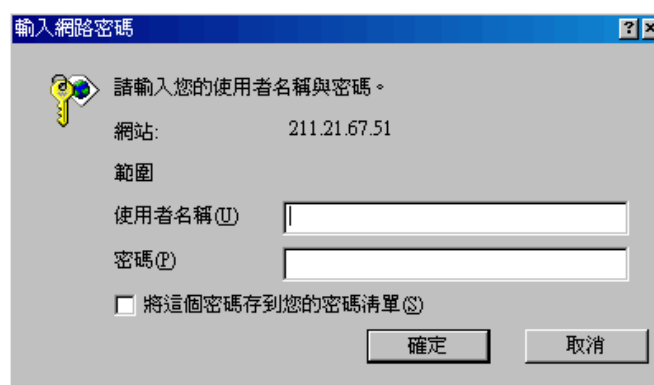 輸入網路密碼
請輸入您的使用者名稱與密碼。
網站: 211.21.67.51
範圍
使用者名稱(U)
密碼(P)
將這個密碼存到您的密碼清單(S)
確定 取消